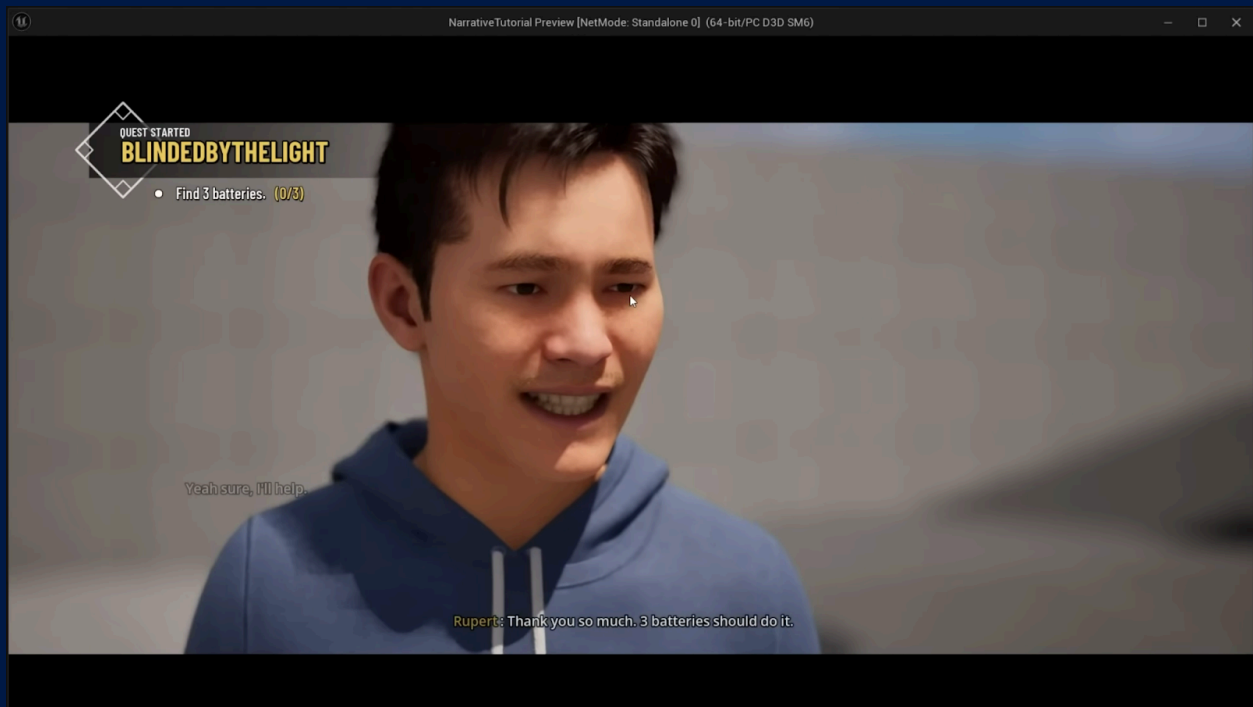 NarrativeTutorial Preview [NetMode: Standalone 0] (64-bit/PC D3D SM6)
QUEST STARTED
BLINDEDBYTHELIGHT
Find 3 batteries. (0/3)
Yeah sure, I'll help.
Rupert: Thank you so much. 3 batteries should do it.